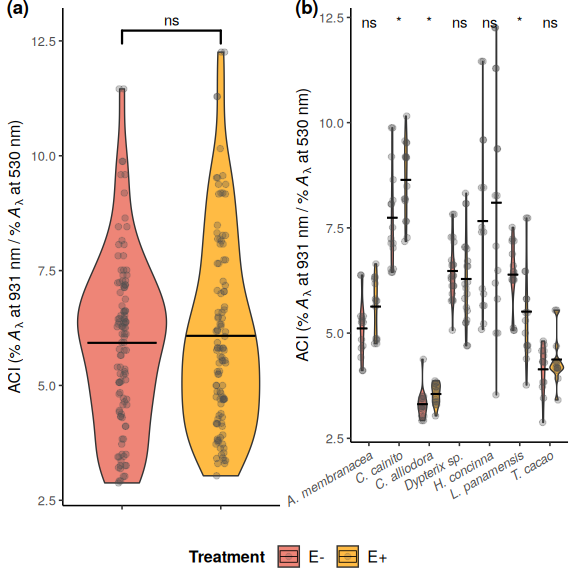 (a)
ns
12.5
10.0
7.5
5.0
2.5
ACI (% Aλ at 931 nm / % Aλ at 530 nm)
(b)
ns * * ns ns * ns
12.5
10.0
7.5
5.0
2.5
ACI (% Aλ at 931 nm / % Aλ at 530 nm)
A. membranacea
C. cainito
C. alliodora
Dypterix sp.
H. concinna
L. panamensis
T. cacao
Treatment E- E+